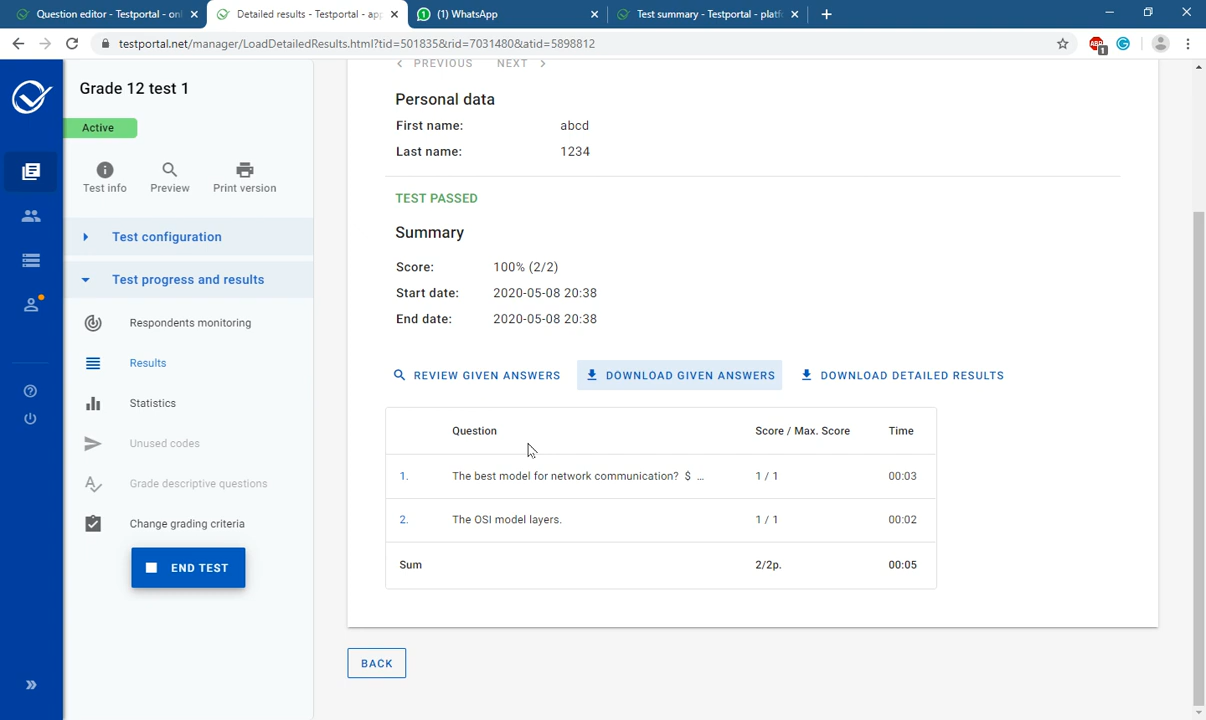 Question editor - Testportal - onl
Detailed results - Testportal - app
(1) WhatsApp
Test summary - Testportal - platf
testportal.net/manager/LoadDetailedResults.html?tid=501835&rid=7031480&atid=5898812
ABP
1
Grade 12 test 1
Active
Test info
Preview
Print version
Test configuration
Test progress and results
Respondents monitoring
Results
Statistics
Unused codes
Grade descriptive questions
Change grading criteria
END TEST
PREVIOUS NEXT
Personal data
First name: abcd
Last name: 1234
TEST PASSED
Summary
Score: 100% (2/2)
Start date: 2020-05-08 20:38
End date: 2020-05-08 20:38
REVIEW GIVEN ANSWERS
DOWNLOAD GIVEN ANSWERS
DOWNLOAD DETAILED RESULTS
Question Score / Max. Score Time
1. The best model for network communication? $ ... 1 / 1 00:03
2. The OSI model layers. 1 / 1 00:02
Sum 2/2p. 00:05
BACK